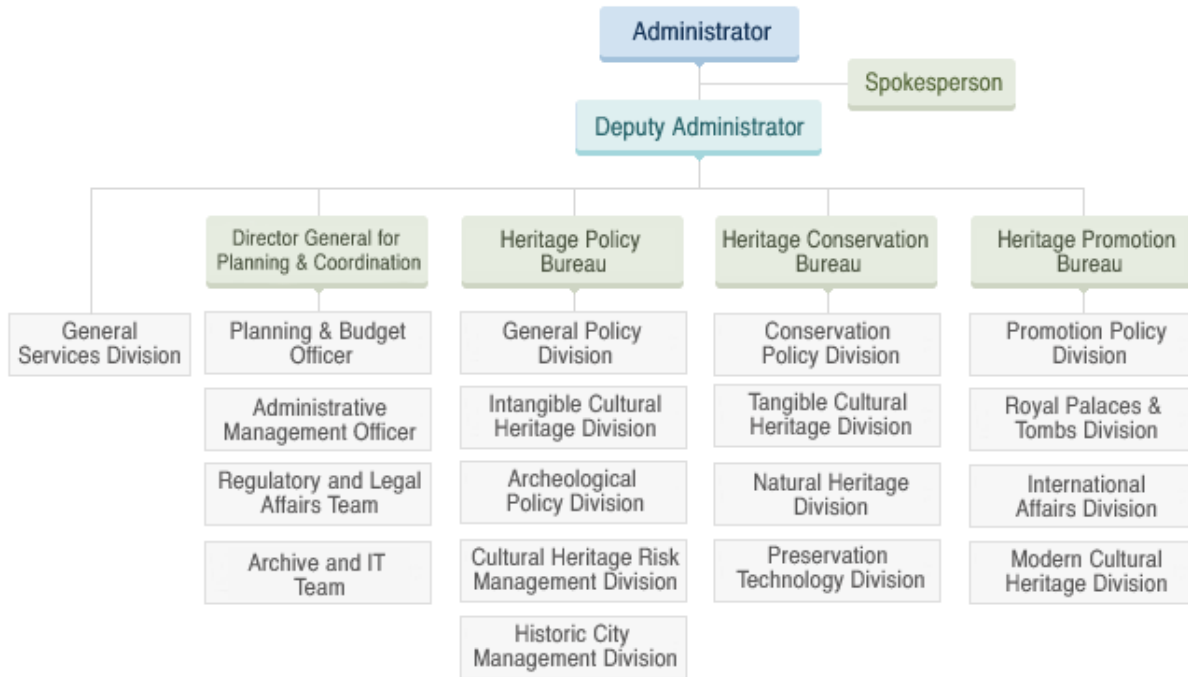 Administrator
Spokesperson
Deputy Administrator
Director General for
Planning & Coordination
Heritage Policy
Bureau
Heritage Conservation
Bureau
Heritage Promotion
Bureau
General
Services Division
Planning & Budget
Officer
Administrative
Management Officer
Regulatory and Legal
Affairs Team
Archive and IT
Team
General Policy
Division
Intangible Cultural
Heritage Division
Archeological
Policy Division
Cultural Heritage Risk
Management Division
Historic City
Management Division
Conservation
Policy Division
Tangible Cultural
Heritage Division
Natural Heritage
Division
Preservation
Technology Division
Promotion Policy
Division
Royal Palaces &
Tombs Division
International
Affairs Division
Modern Cultural
Heritage Division